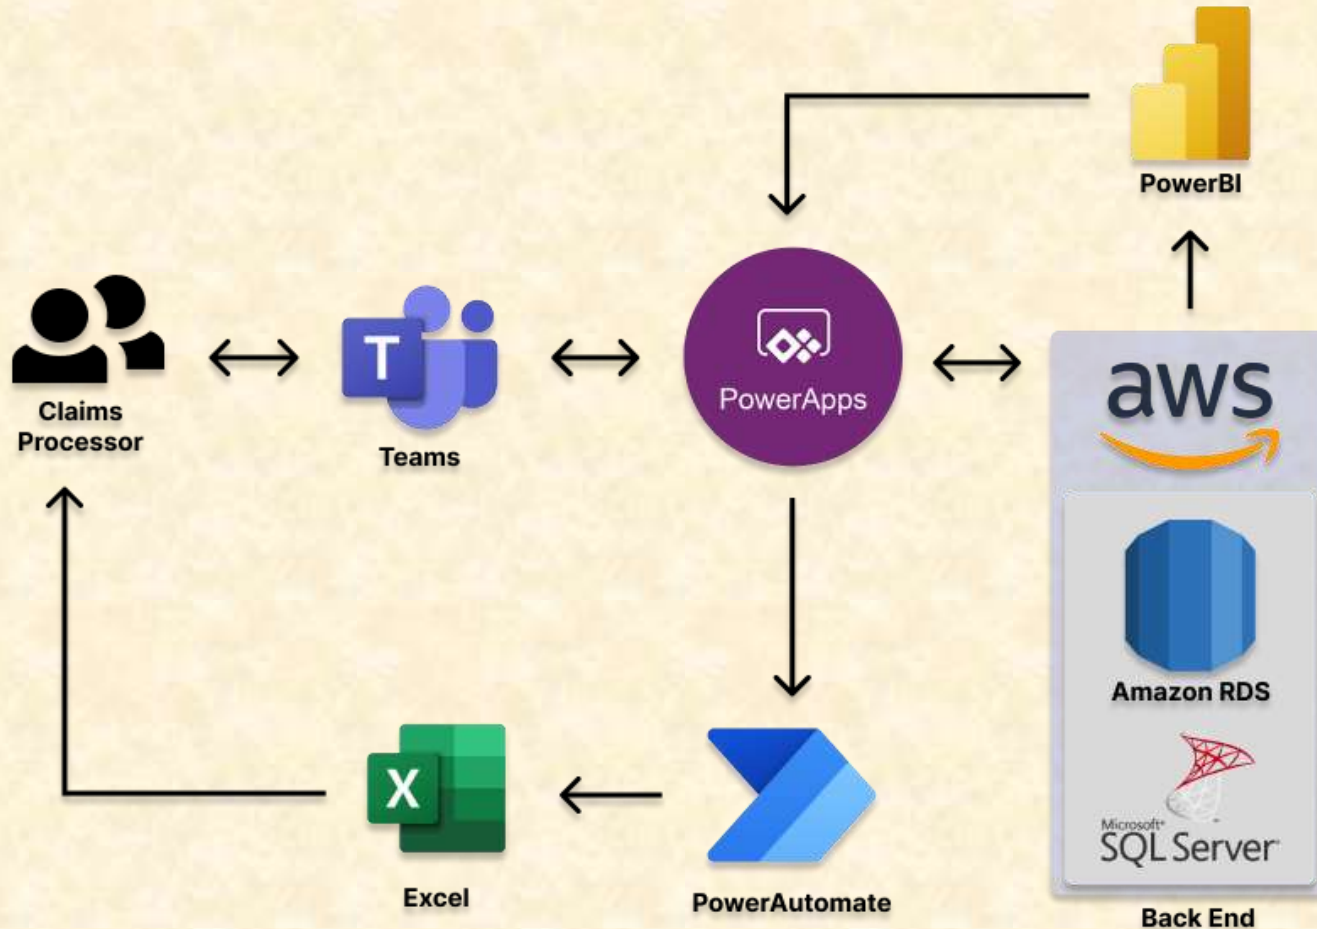 PowerBI
Claims
Processor
T
Teams
PowerApps
aws
Amazon RDS
Microsoft®
SQL Server
Back End
X
Excel
PowerAutomate